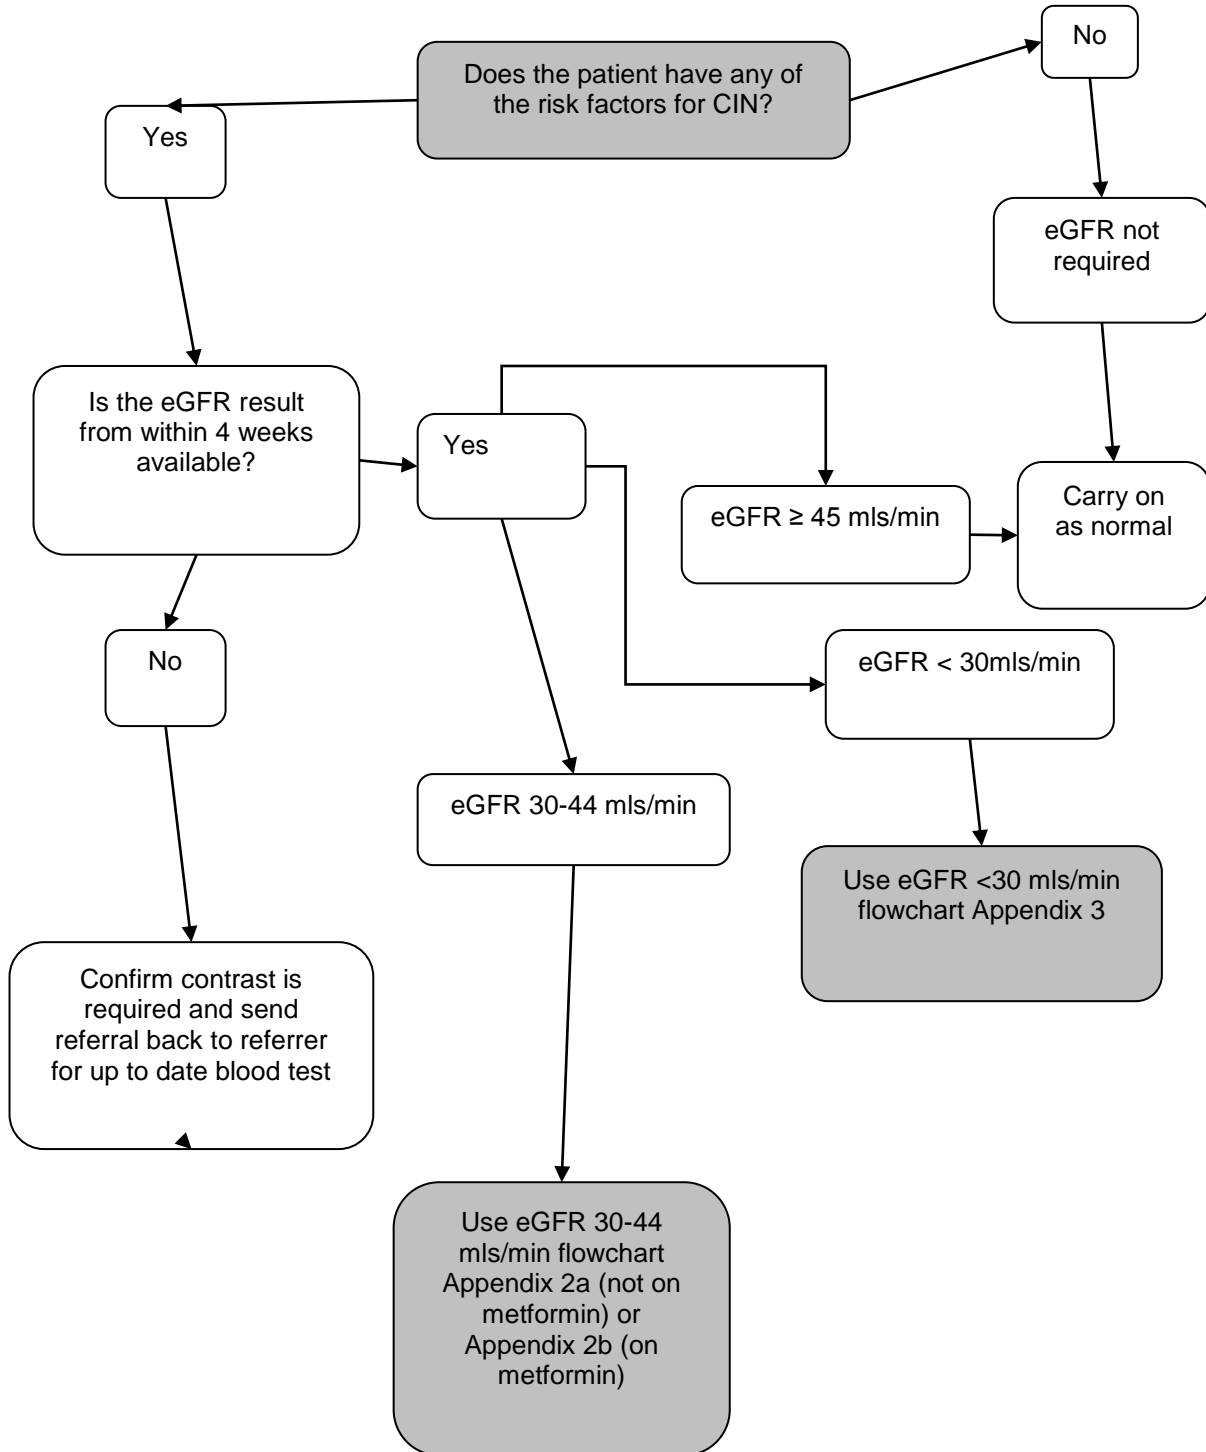 No
Does the patient have any of
the risk factors for CIN?
Yes
eGFR not
required
Is the eGFR result
from within 4 weeks
available?
Yes
eGFR ≥ 45 mls/min
Carry on
as normal
No
eGFR < 30mls/min
eGFR 30-44 mls/min
Use eGFR <30 mls/min
flowchart Appendix 3
Confirm contrast is
required and send
referral back to referrer
for up to date blood test
Use eGFR 30-44
mls/min flowchart
Appendix 2a (not on
metformin) or
Appendix 2b (on
metformin)